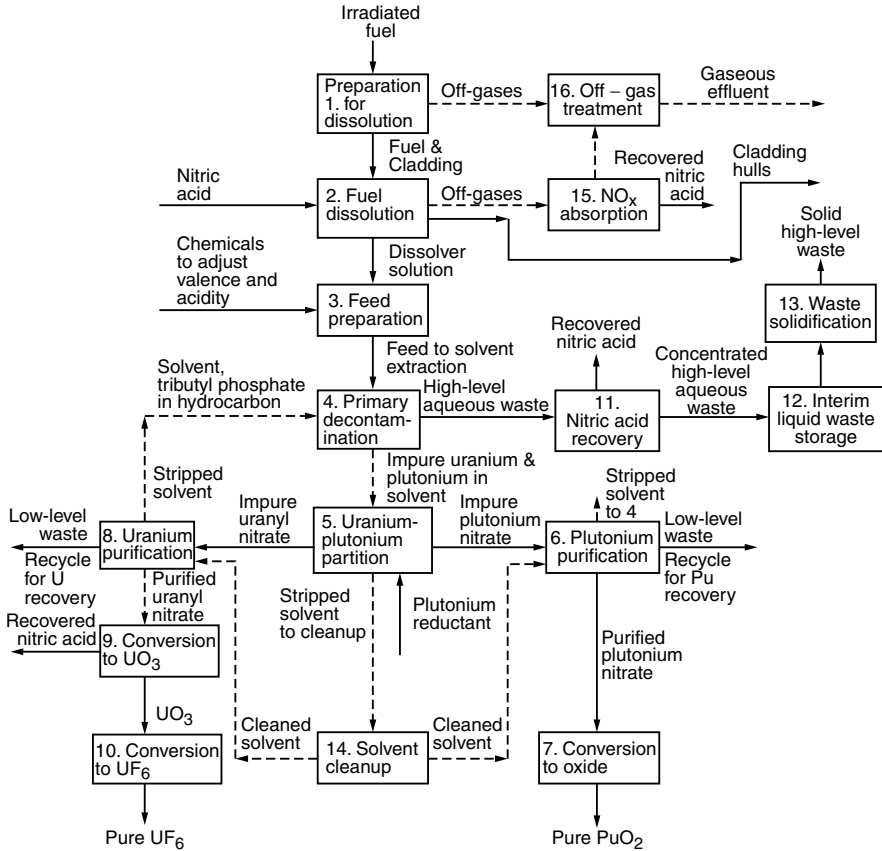 Irradiated
fuel
Preparation
1. for
dissolution
Off-gases
16. Off – gas
treatment
Gaseous
effluent
Fuel &
Cladding
Nitric
acid
2. Fuel
dissolution
Off-gases
15. NOx
absorption
Recovered
nitric
acid
Cladding
hulls
Solid
high-level
waste
Chemicals
to adjust
valence and
acidity
Dissolver
solution
3. Feed
preparation
13. Waste
solidification
Feed to solvent
extraction
Recovered
nitric acid
Solvent,
tributyl phosphate
in hydrocarbon
4. Primary
decontam-
ination
High-level
aqueous waste
11.
Nitric acid
recovery
Concentrated
high-level
aqueous
waste
12. Interim
liquid waste
storage
Stripped
solvent
Impure uranium &
plutonium in
solvent
Stripped
solvent
to 4
Low-level
waste
8. Uranium
purification
Impure
uranyl
nitrate
5. Uranium-
plutonium
partition
Impure
plutonium
nitrate
6. Plutonium
purification
Low-level
waste
Recycle
for U
recovery
Purified
uranyl
nitrate
Stripped
solvent
to cleanup
Plutonium
reductant
Recycle
for Pu
recovery
Recovered
nitric acid
9. Conversion
to UO3
Purified
plutonium
nitrate
UO3
10. Conversion
to UF6
Cleaned
solvent
14. Solvent
cleanup
Cleaned
solvent
7. Conversion
to oxide
Pure UF6
Pure PuO2